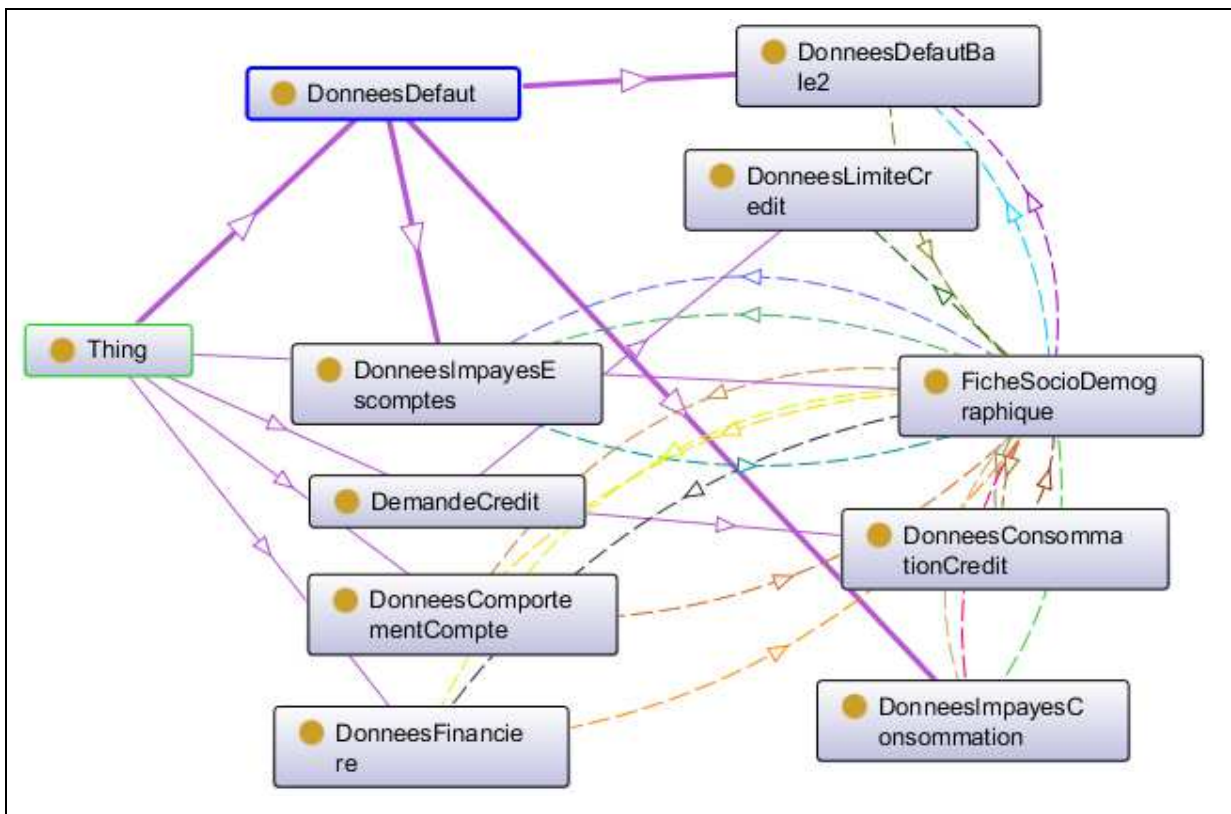 DonneesDefautBa
le2
DonneesDefaut
DonneesLimiteCr
edit
Thing
DonneesImpayesE
scomptes
FicheSocioDemog
raphique
DemandeCredit
DonneesConsomma
tionCredit
DonneesComporte
mentCompte
DonneesImpayesC
onsommation
DonneesFinancie
re